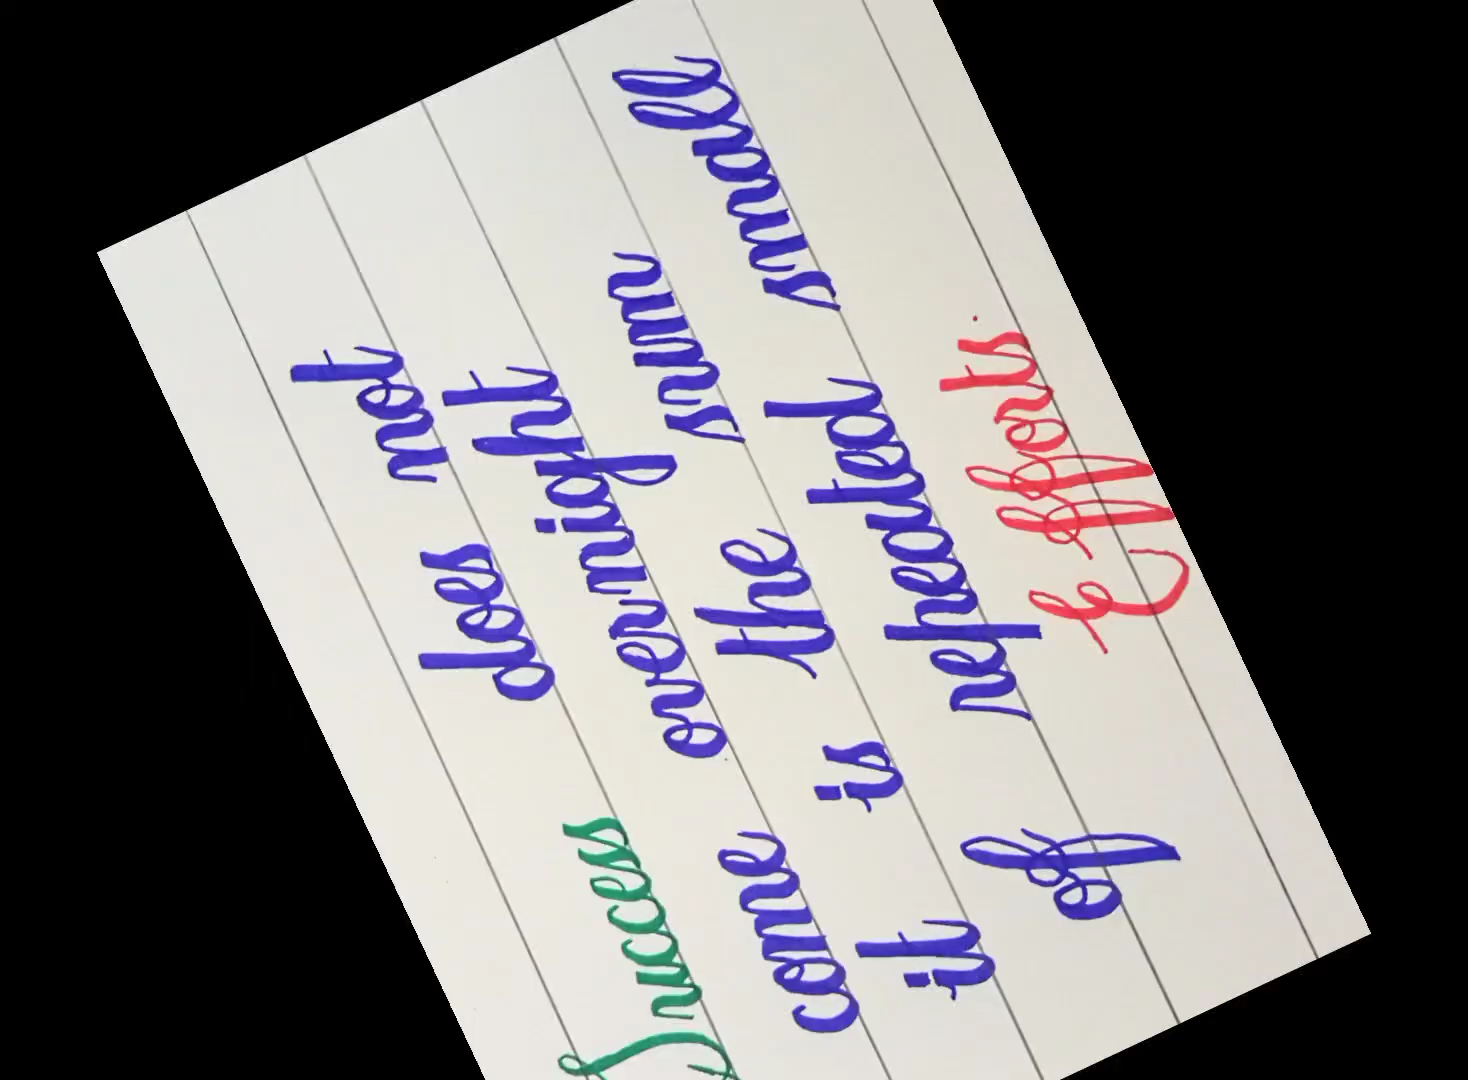 Success does not
come overnight
it is the sum
of repeated small
Efforts.